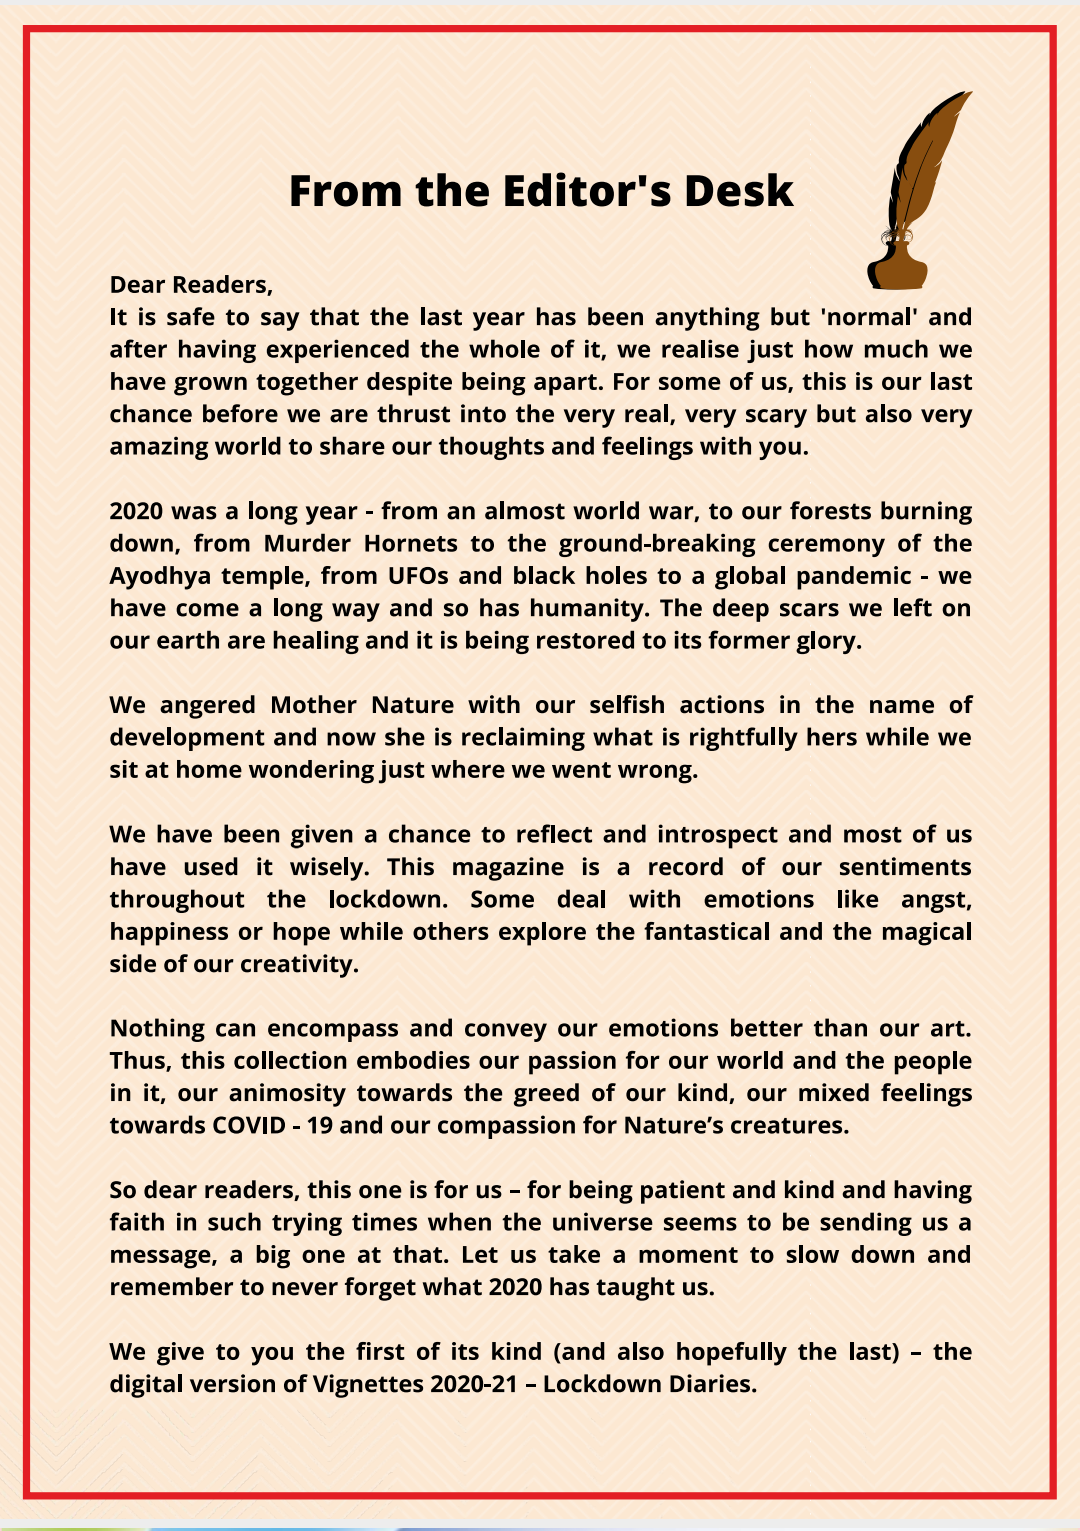 From the Editor's Desk
Dear Readers,
It is safe to say that the last year has been anything but 'normal' and
after having experienced the whole of it, we realise just how much we
have grown together despite being apart. For some of us, this is our last
chance before we are thrust into the very real, very scary but also very
amazing world to share our thoughts and feelings with you.
2020 was a long year - from an almost world war, to our forests burning
down, from Murder Hornets to the ground-breaking ceremony of the
Ayodhya temple, from UFOs and black holes to a global pandemic - we
have come a long way and so has humanity. The deep scars we left on
our earth are healing and it is being restored to its former glory.
We angered Mother Nature with our selfish actions in the name of
development and now she is reclaiming what is rightfully hers while we
sit at home wondering just where we went wrong.
We have been given a chance to reflect and introspect and most of us
have used it wisely. This magazine is a record of our sentiments
throughout the lockdown. Some deal with emotions like angst,
happiness or hope while others explore the fantastical and the magical
side of our creativity.
Nothing can encompass and convey our emotions better than our art.
Thus, this collection embodies our passion for our world and the people
in it, our animosity towards the greed of our kind, our mixed feelings
towards COVID - 19 and our compassion for Nature’s creatures.
So dear readers, this one is for us – for being patient and kind and having
faith in such trying times when the universe seems to be sending us a
message, a big one at that. Let us take a moment to slow down and
remember to never forget what 2020 has taught us.
We give to you the first of its kind (and also hopefully the last) – the
digital version of Vignettes 2020-21 – Lockdown Diaries.